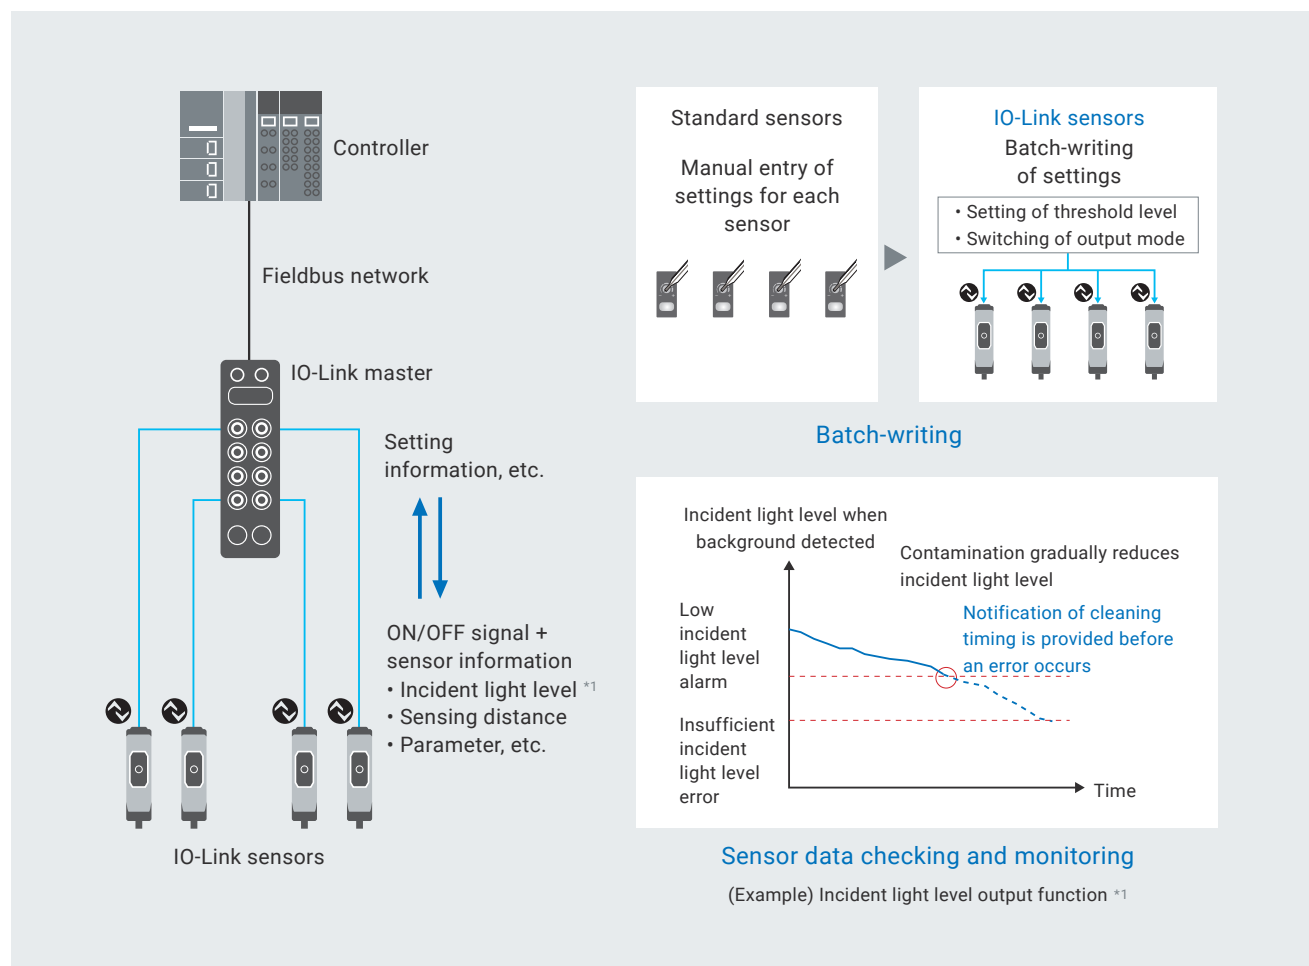 Controller
Fieldbus network
IO-Link master
Setting
information, etc.
ON/OFF signal +
sensor information
• Incident light level *1
• Sensing distance
• Parameter, etc.
IO-Link sensors
Standard sensors
Manual entry of
settings for each
sensor
IO-Link sensors
Batch-writing
of settings
• Setting of threshold level
• Switching of output mode
Batch-writing
Incident light level when
background detected
Contamination gradually reduces
incident light level
Notification of cleaning
timing is provided before
an error occurs
Low
incident
light level
alarm
Insufficient
incident
light level
error
Time
Sensor data checking and monitoring
(Example) Incident light level output function *1